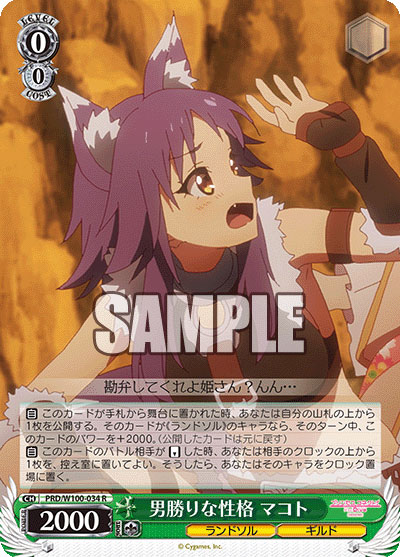 LEVEL
0
0
COST
SAMPLE
勘弁してくれよ姫さん?んん…
自 このカードが手札から舞台に置かれた時、あなたは自分の山札の上から
1枚を公開する。そのカードが《ランドソル》のキャラなら、そのターン中、こ
のカードのパワーを+2000。(公開したカードは元に戻す)
自 このカードのバトル相手が した時、あなたは相手のクロックの上から
1枚を、控え室に置いてよい。そうしたら、あなたはそのキャラをクロック置
場に置く。
CH PRD/W100-034 R
2000
男勝りな性格 マコト
ランドソル ギルド
© Cygames, Inc.